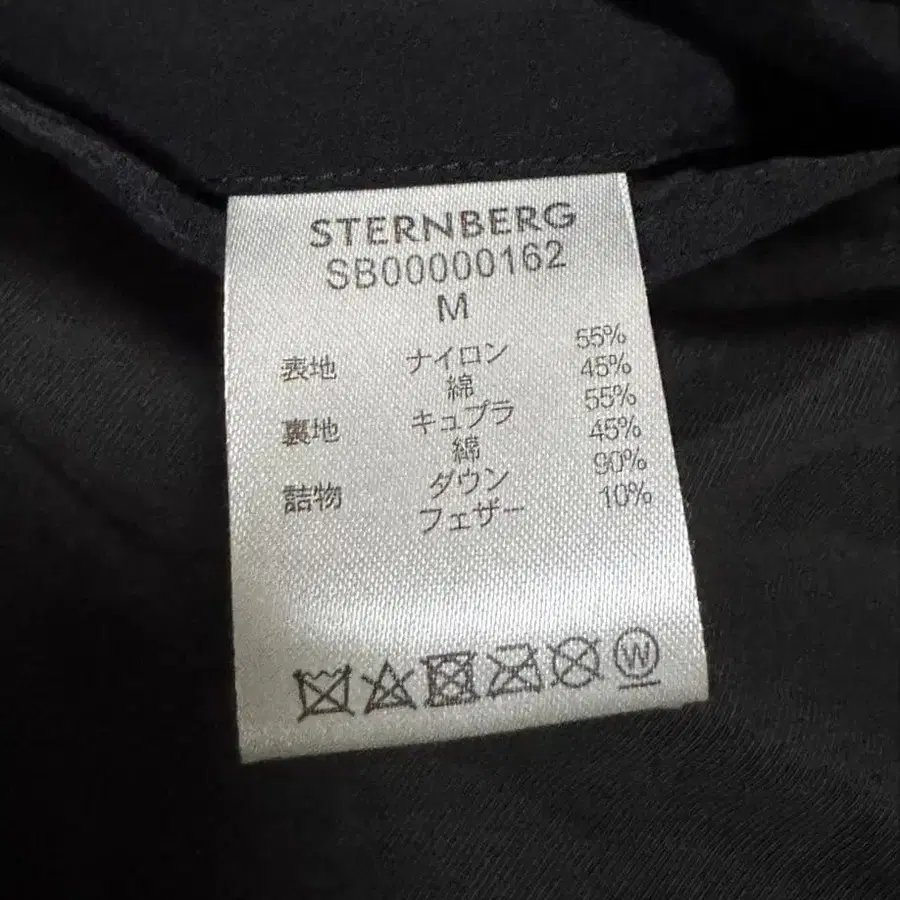 STERNBERG
SB00000162
M
表地 ナイロン 55%
綿 45%
裏地 キュプラ 55%
綿 45%
詰物 ダウン 90%
フェザー 10%
W